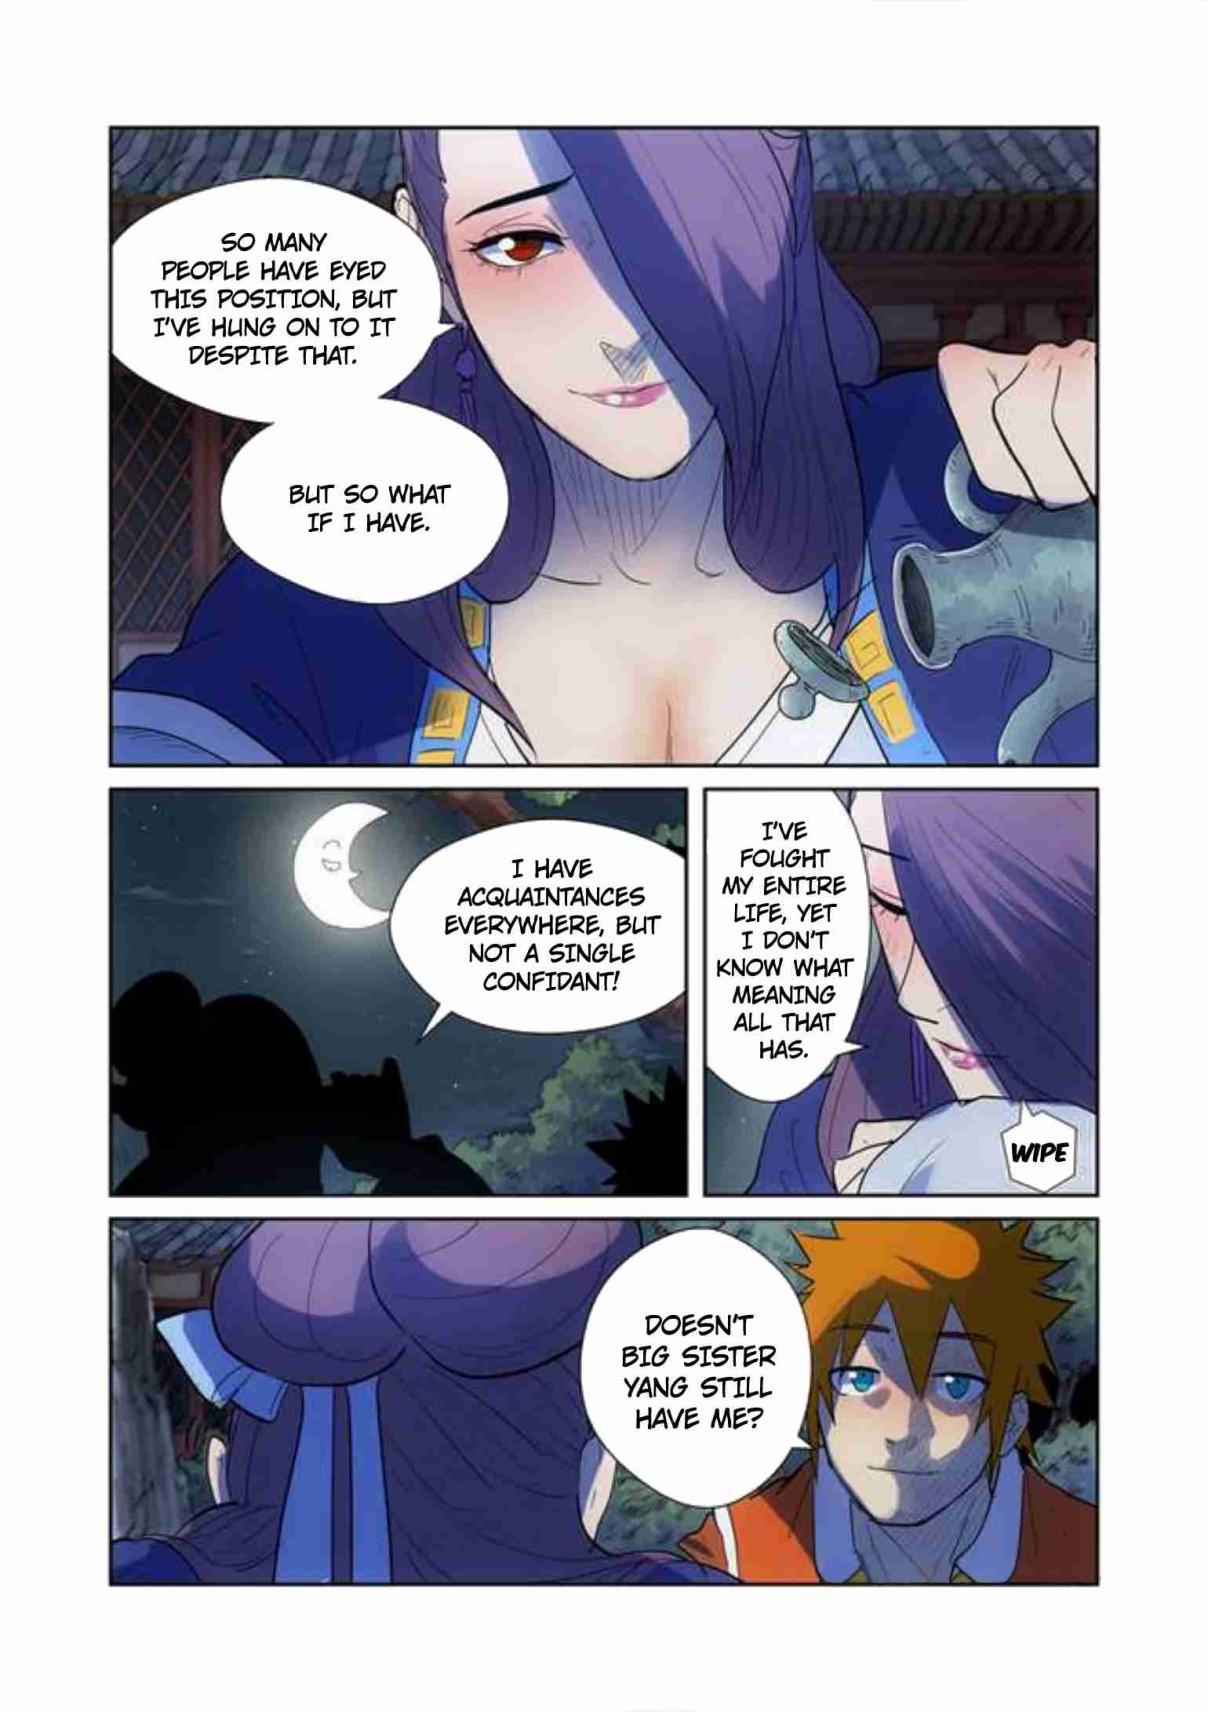 SO MANY
PEOPLE HAVE EYED
THIS POSITION, BUT
I'VE HUNG ON TO IT
DESPITE THAT.
BUT SO WHAT
IF I HAVE.
I HAVE
ACQUAINTANCES
EVERYWHERE, BUT
NOT A SINGLE
CONFIDANT!
I'VE
FOUGHT
MY ENTIRE
LIFE, YET
I DON'T
KNOW WHAT
MEANING
ALL THAT
HAS.
WIPE
DOESN'T
BIG SISTER
YANG STILL
HAVE ME?